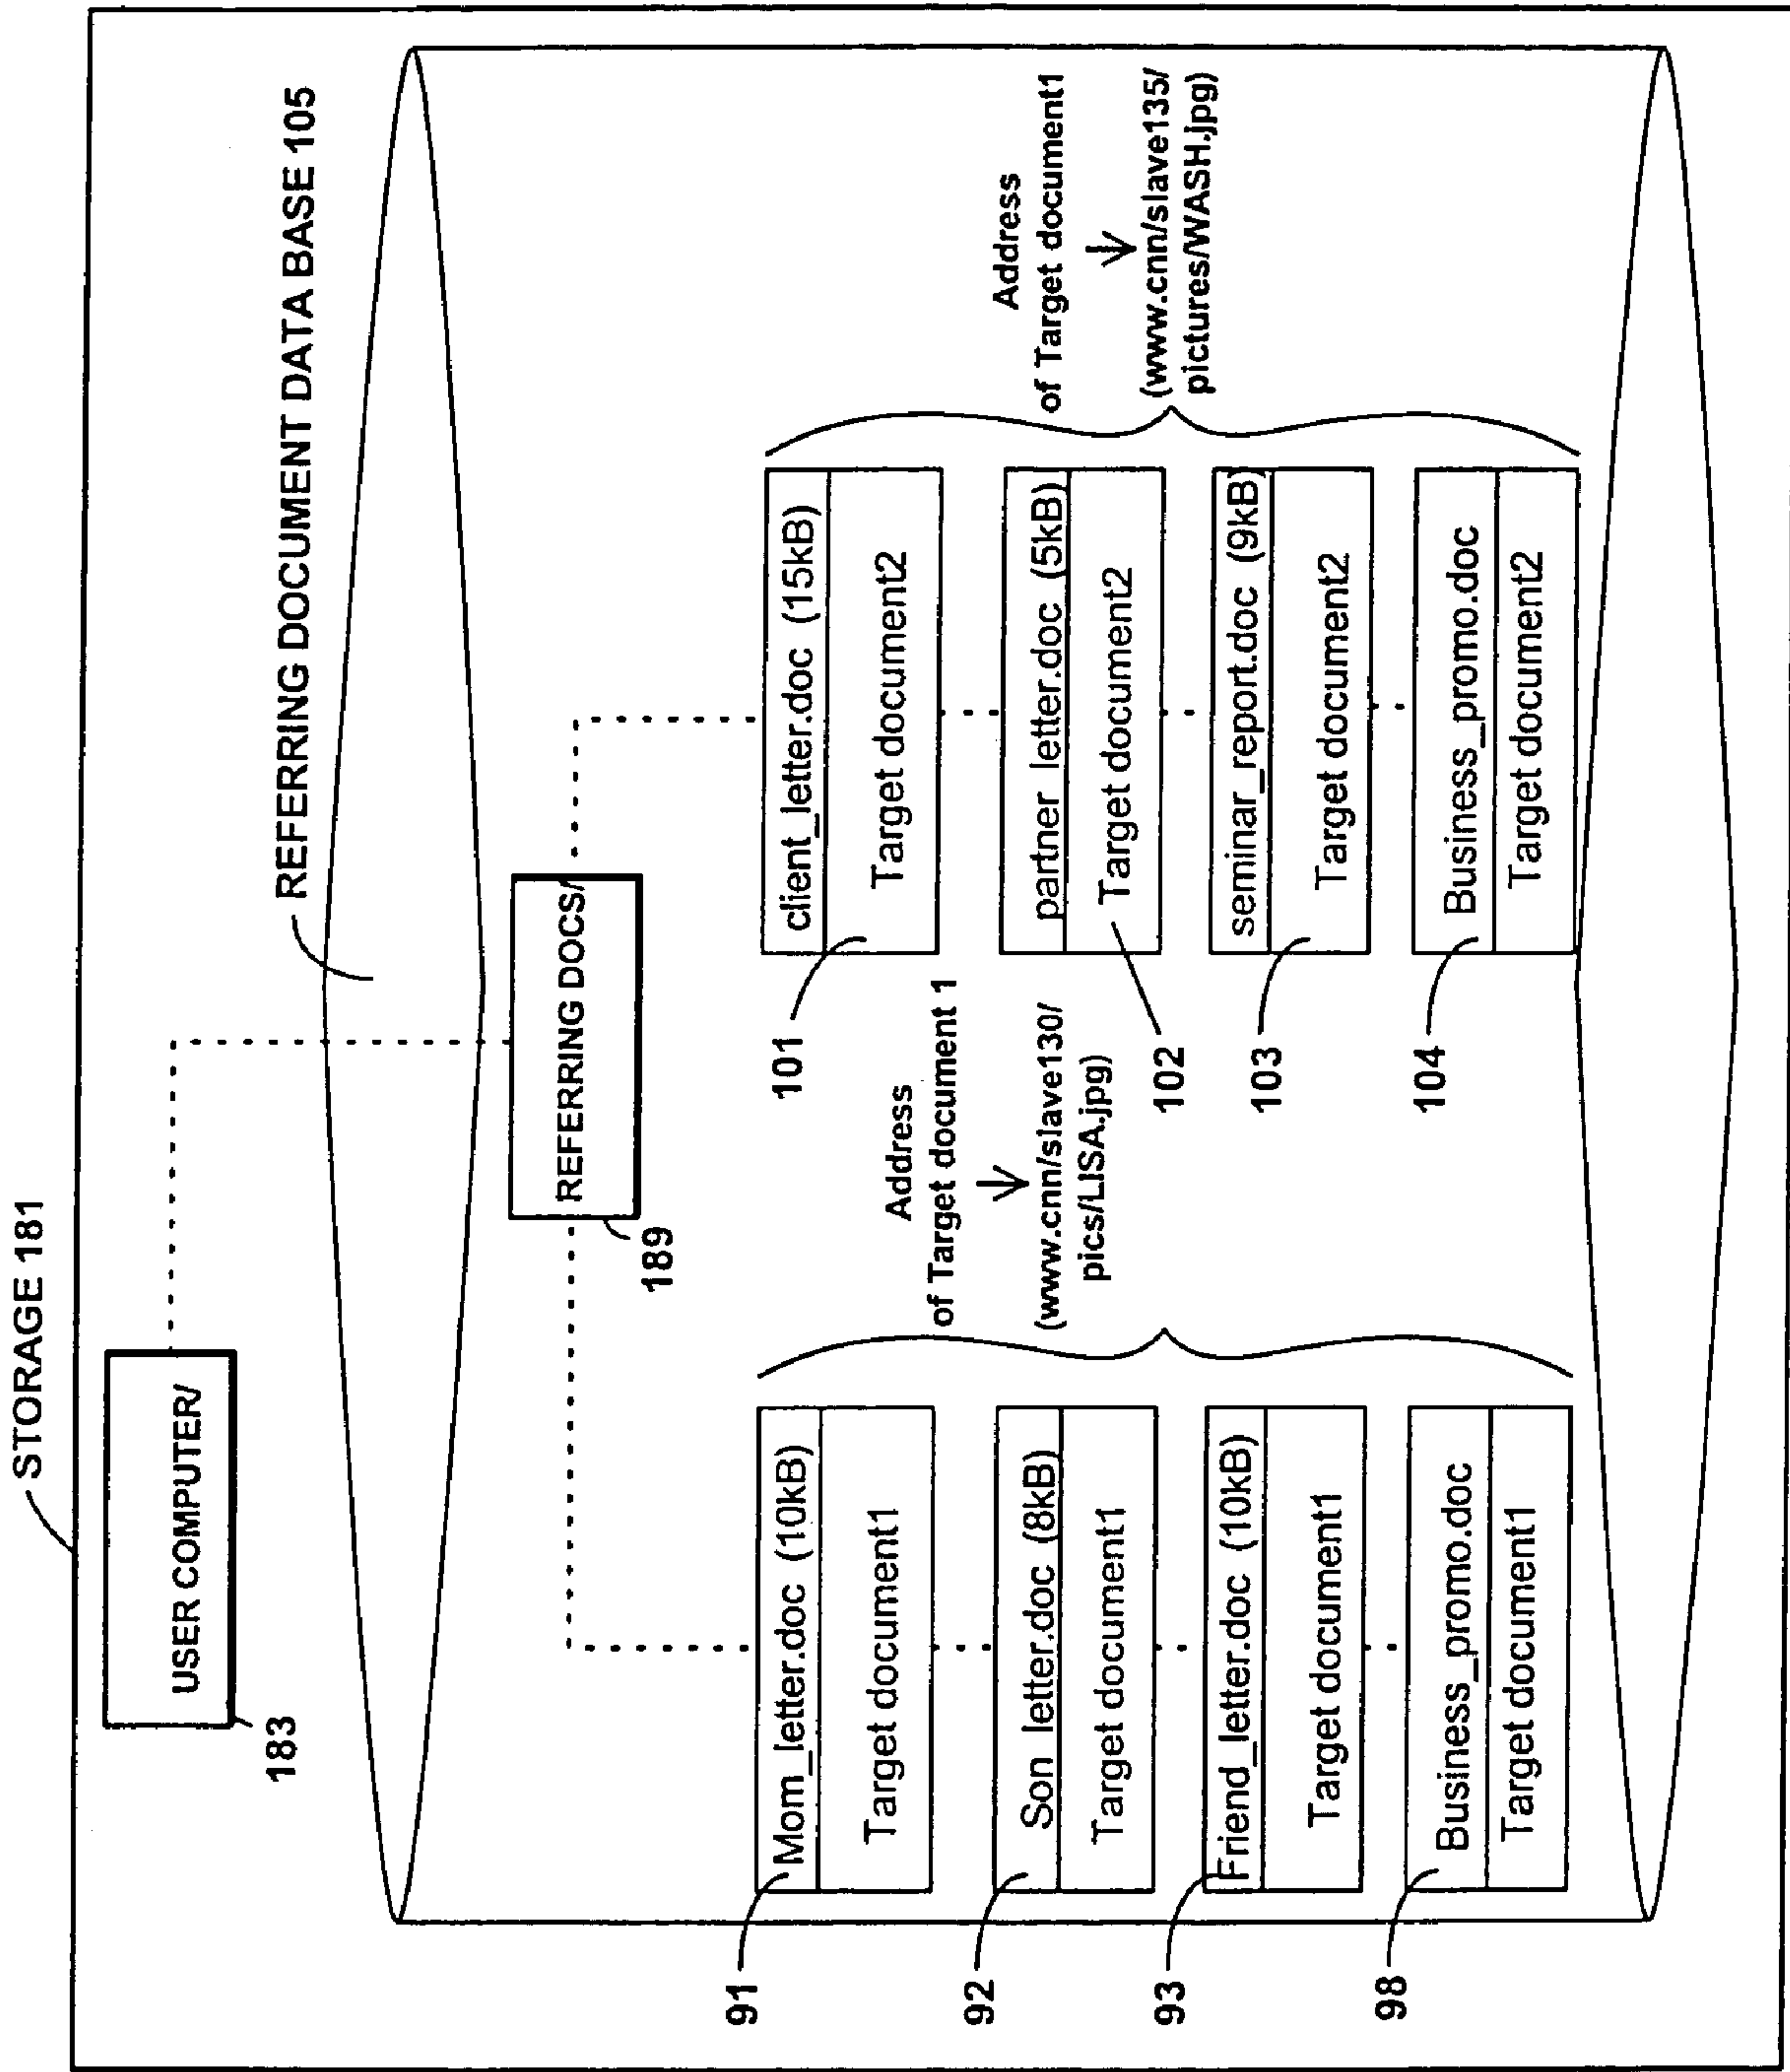 STORAGE 181
USER COMPUTER/
183
REFERRING DOCUMENT DATA BASE 105
REFERRING DOCS/
189
91
Mom_letter.doc (10kB)
Target document1
92
Son letter.doc (8kB)
Target document1
93
Friend_letter.doc (10kB)
Target document1
98
Business_promo.doc
Target document1
Address
of Target document 1
(www.cnn/slave130/
pics/LISA.jpg)
101
client_letter.doc (15kB)
Target document2
102
partner_letter.doc (5kB)
Target document2
103
seminar_report.doc (9kB)
Target document2
104
Business_promo.doc
Target document2
Address
of Target document1
(www.cnn/slave135/
pictures/WASH.jpg)